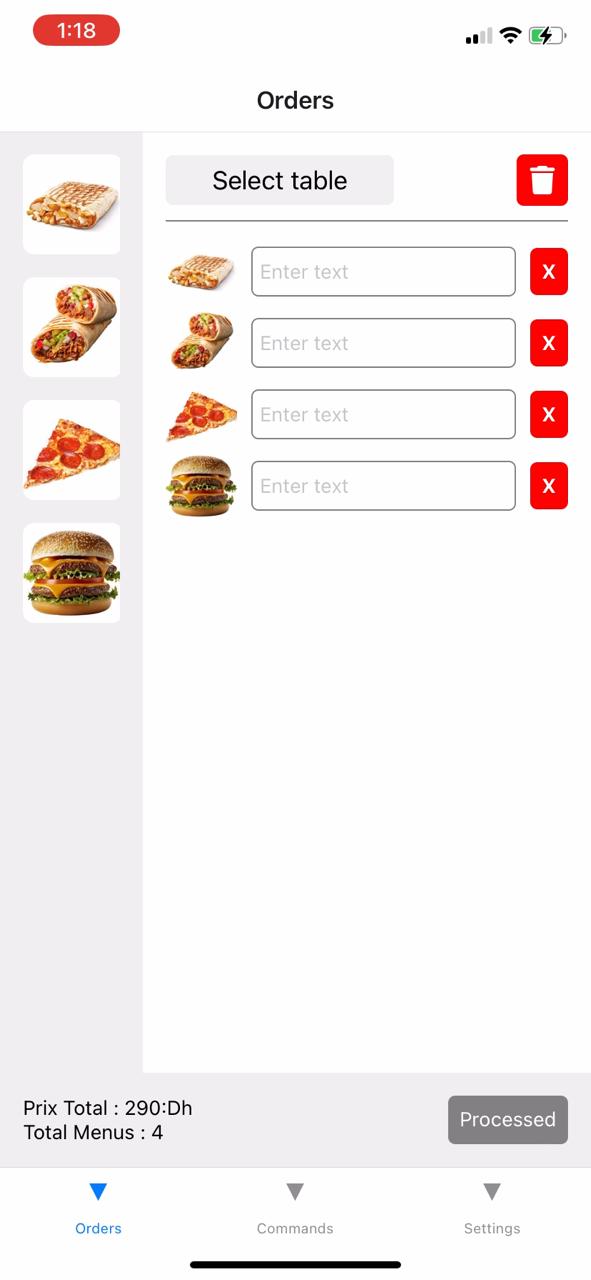 1:18
Orders
Select table
Enter text
X
Enter text
X
Enter text
X
Enter text
X
Prix Total : 290:Dh
Total Menus : 4
Processed
Orders
Commands
Settings